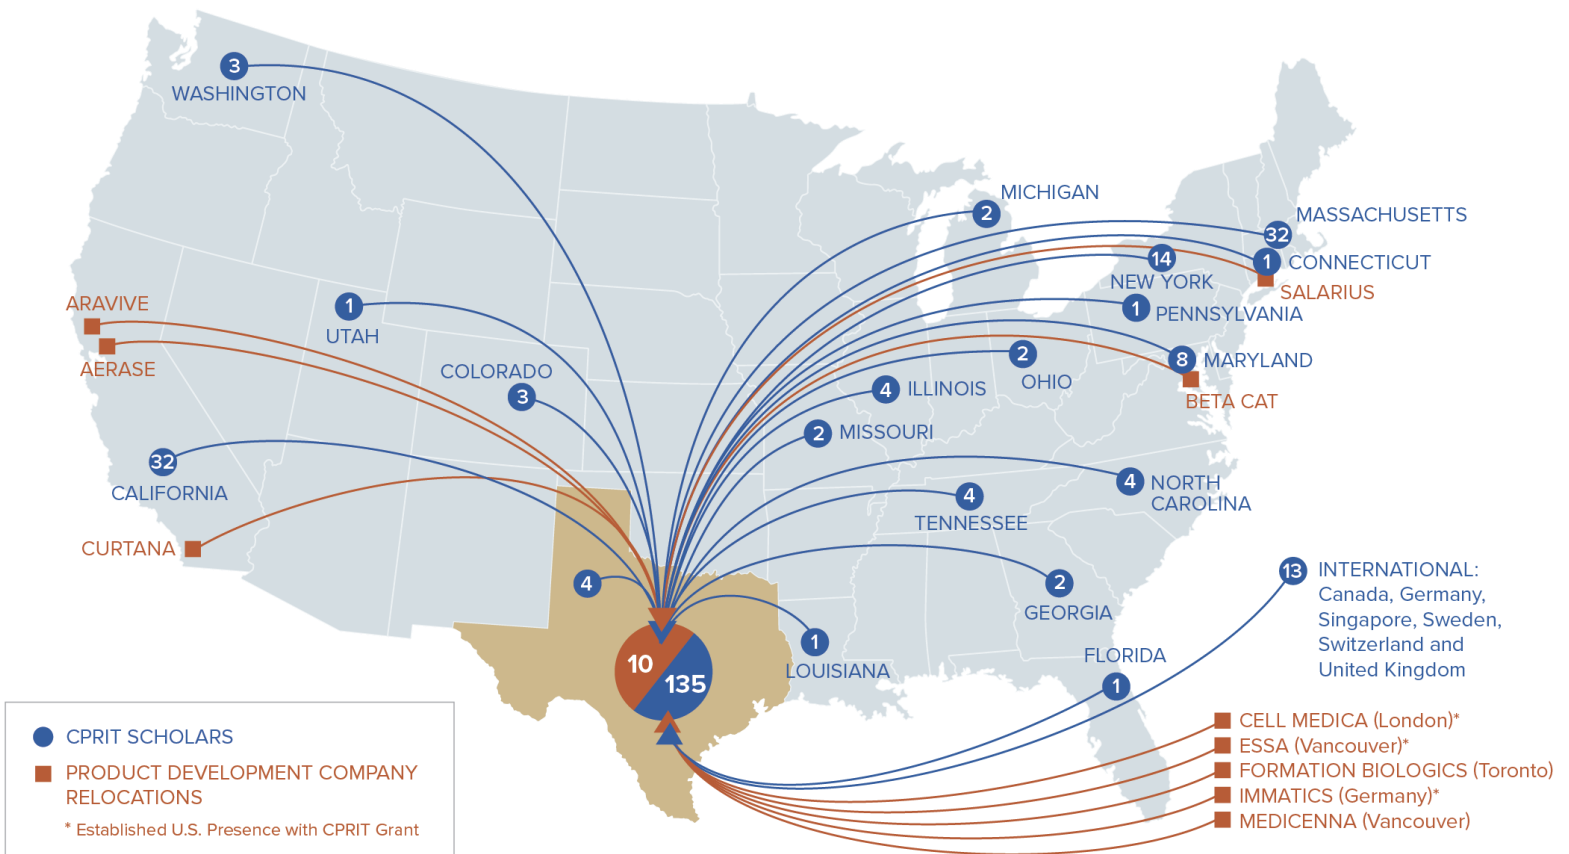 3
WASHINGTON
MICHIGAN
2
MASSACHUSETTS
32
14
NEW YORK
1
CONNECTICUT
SALARIUS
ARAVIVE
AERASE
1
UTAH
1
PENNSYLVANIA
COLORADO
3
2
OHIO
8
MARYLAND
BETA CAT
4
ILLINOIS
2
MISSOURI
32
CALIFORNIA
4
NORTH
CAROLINA
4
TENNESSEE
CURTANA
4
2
GEORGIA
13
INTERNATIONAL:
Canada, Germany,
Singapore, Sweden,
Switzerland and
United Kingdom
1
LOUISIANA
10
135
FLORIDA
1
CELL MEDICA (London)*
ESSA (Vancouver)*
FORMATION BIOLOGICS (Toronto)
IMMATICS (Germany)*
MEDICENNA (Vancouver)
CPRIT SCHOLARS
PRODUCT DEVELOPMENT COMPANY
RELOCATIONS
* Established U.S. Presence with CPRIT Grant